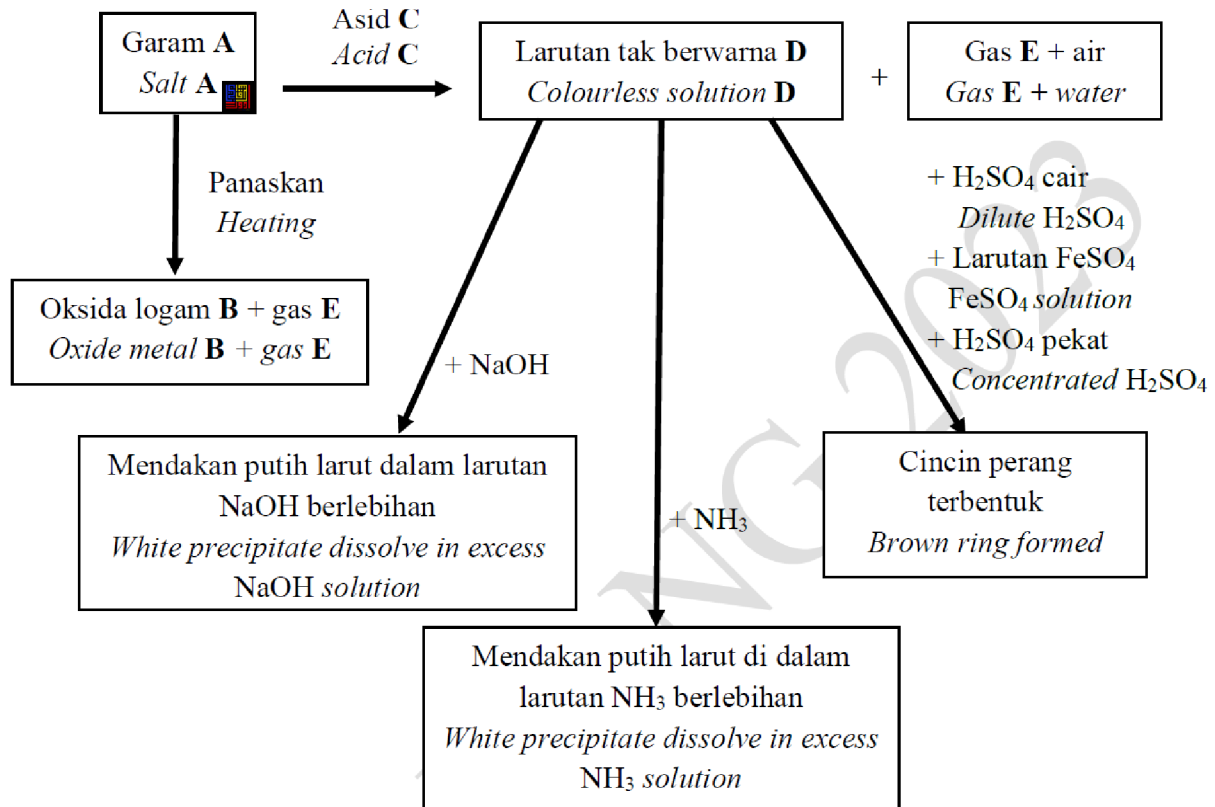 Garam A
Salt A
Asid C
Acid C
Larutan tak berwarna D
Colourless solution D
+
Gas E + air
Gas E + water
Panaskan
Heating
Oksida logam B + gas E
Oxide metal B + gas E
+ NaOH
+ NH₃
+ H₂SO₄ cair
Dilute H₂SO₄
+ Larutan FeSO₄
FeSO₄ solution
+ H₂SO₄ pekat
Concentrated H₂SO₄
Mendakan putih larut dalam larutan
NaOH berlebihan
White precipitate dissolve in excess
NaOH solution
Cincin perang
terbentuk
Brown ring formed
Mendakan putih larut di dalam
larutan NH₃ berlebihan
White precipitate dissolve in excess
NH₃ solution
NG 2023